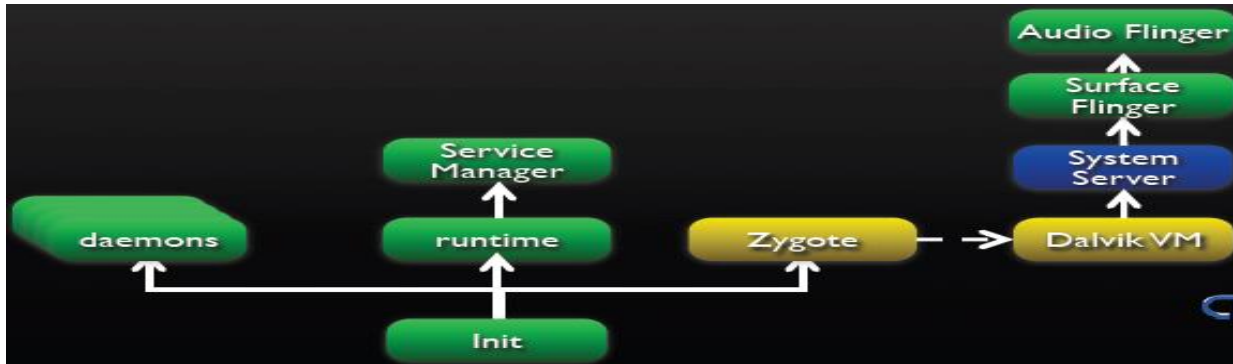 Audio Flinger
Surface
Flinger
Service
Manager
System
Server
daemons
runtime
Zygote
Dalvik VM
Init